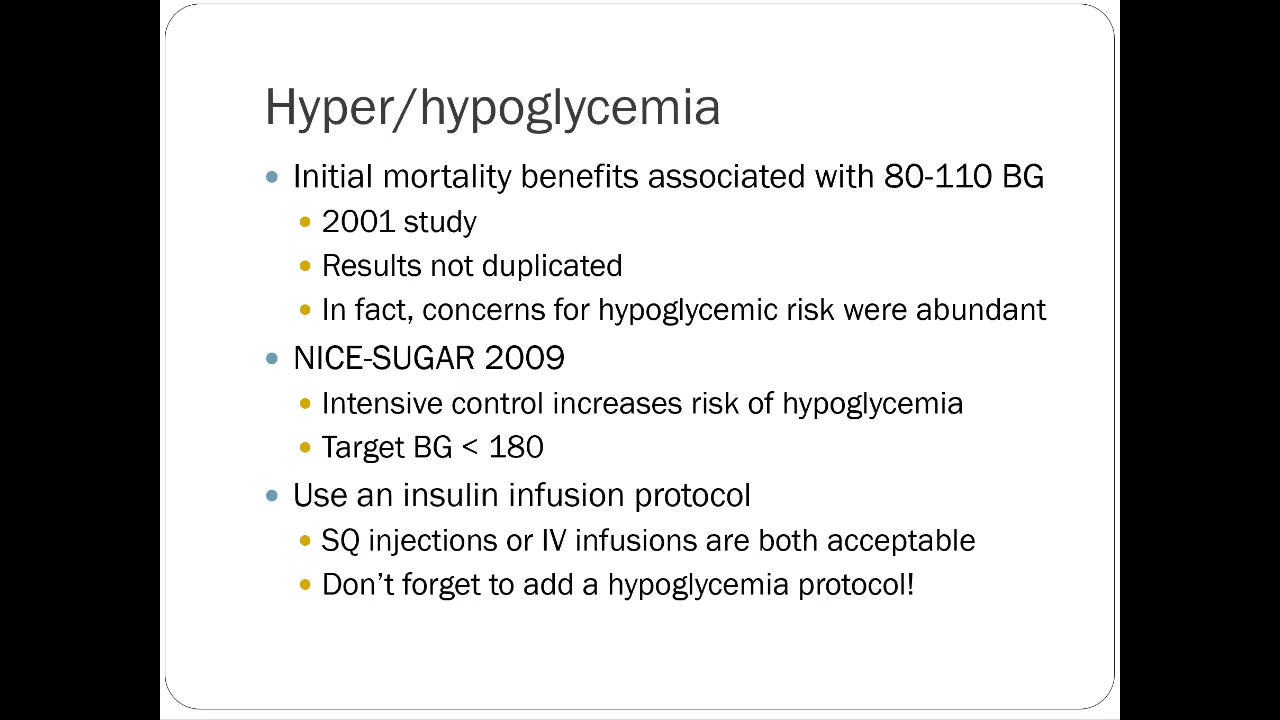 Hyper/hypoglycemia
Initial mortality benefits associated with 80-110 BG
2001 study
Results not duplicated
In fact, concerns for hypoglycemic risk were abundant
NICE-SUGAR 2009
Intensive control increases risk of hypoglycemia
Target BG < 180
Use an insulin infusion protocol
SQ injections or IV infusions are both acceptable
Don’t forget to add a hypoglycemia protocol!